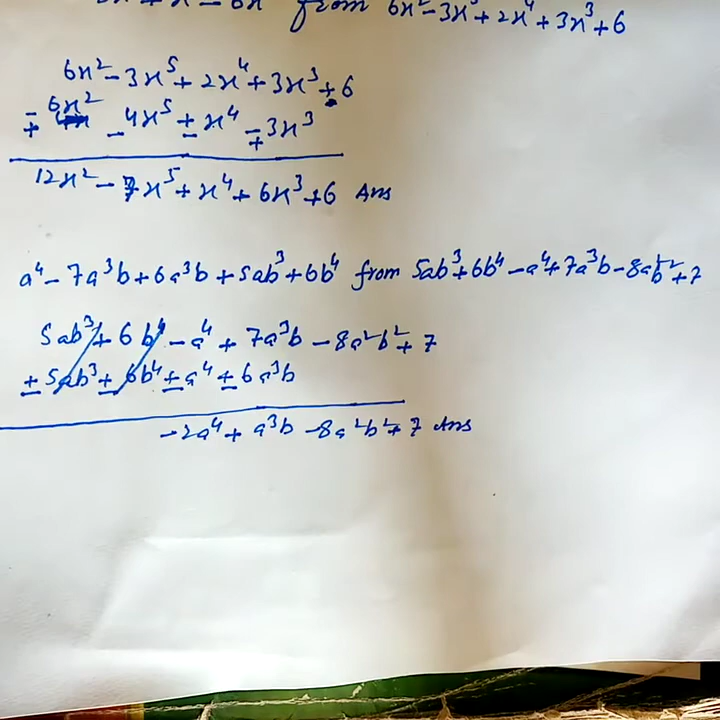 from 6x² - 3x⁵ + 2x⁴ + 3x³ + 6
6x² - 3x⁵ + 2x⁴ + 3x³ + 6
∓ 6x² - 4x⁵ ± x⁴ ∓ 3x³
12x² - 7x⁵ + x⁴ + 6x³ + 6 Ans
a⁴ - 7a³b + 6a³b + 5ab³ + 6b⁴ from 5ab³ + 6b⁴ - a⁴ + 7a³b - 8a²b² + 7
5ab³ + 6b⁴ - a⁴ + 7a³b - 8a²b² + 7
± 5ab³ ± 6b⁴ ± a⁴ ± 6a³b
-2a⁴ + a³b - 8a²b² + 7 Ans